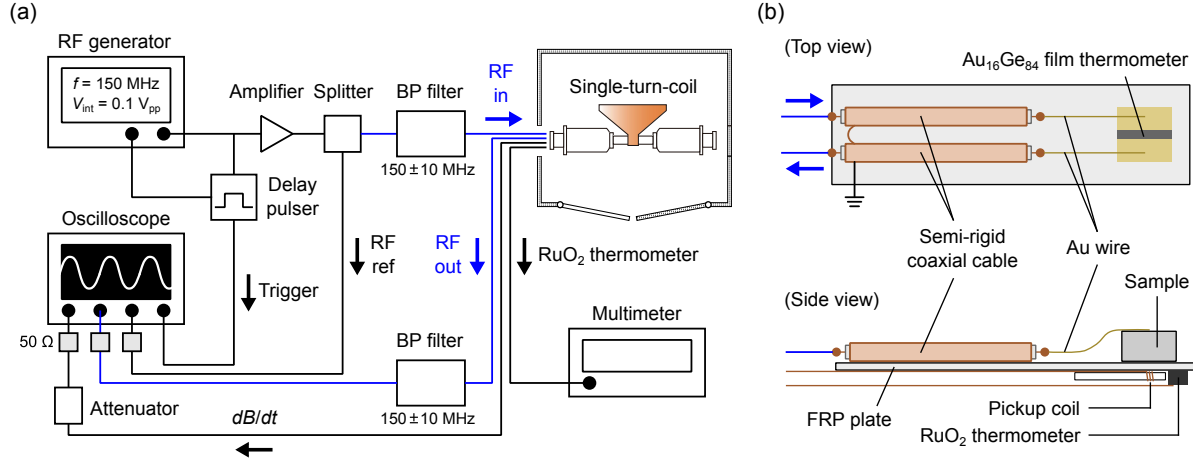 (a)
RF generator
f = 150 MHz
V_int = 0.1 V_pp
Amplifier
Splitter
BP filter
150 ± 10 MHz
RF
in
Single-turn-coil
Delay
pulser
Oscilloscope
Trigger
RF
ref
RF
out
RuO₂ thermometer
50 Ω
Attenuator
dB/dt
BP filter
150 ± 10 MHz
Multimeter
(b)
(Top view)
Au₁₆Ge₈₄ film thermometer
Semi-rigid
coaxial cable
Au wire
(Side view)
Sample
FRP plate
Pickup coil
RuO₂ thermometer